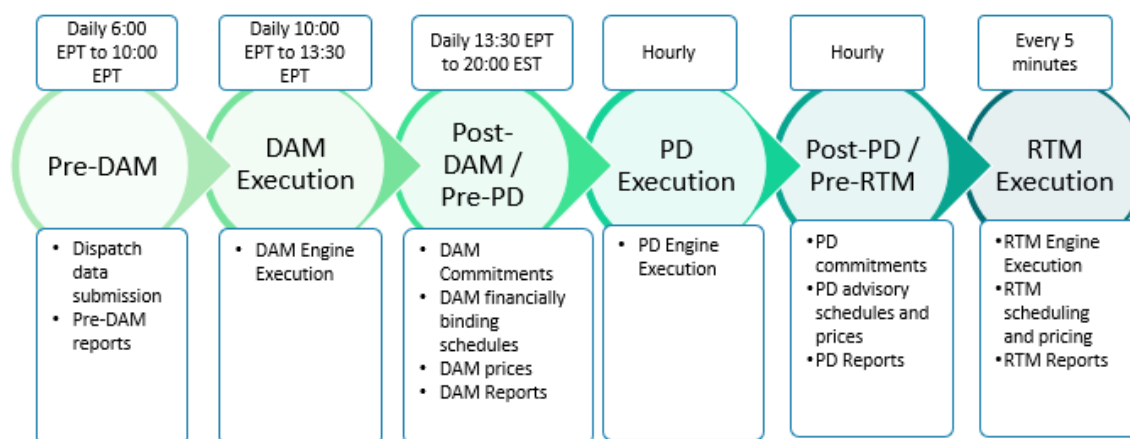 Daily 6:00
EPT to 10:00
EPT
Daily 10:00
EPT to 13:30
EPT
Daily 13:30 EPT
to 20:00 EST
Hourly
Hourly
Every 5
minutes
Pre-DAM
DAM
Execution
Post-
DAM /
Pre-PD
PD
Execution
Post-PD /
Pre-RTM
RTM
Execution
• Dispatch
data
submission
• Pre-DAM
reports
• DAM Engine
Execution
• DAM
Commitments
• DAM financially
binding
schedules
• DAM prices
• DAM Reports
• PD Engine
Execution
•PD
commitments
•PD advisory
schedules and
prices
•PD Reports
•RTM Engine
Execution
•RTM
scheduling
and pricing
•RTM Reports